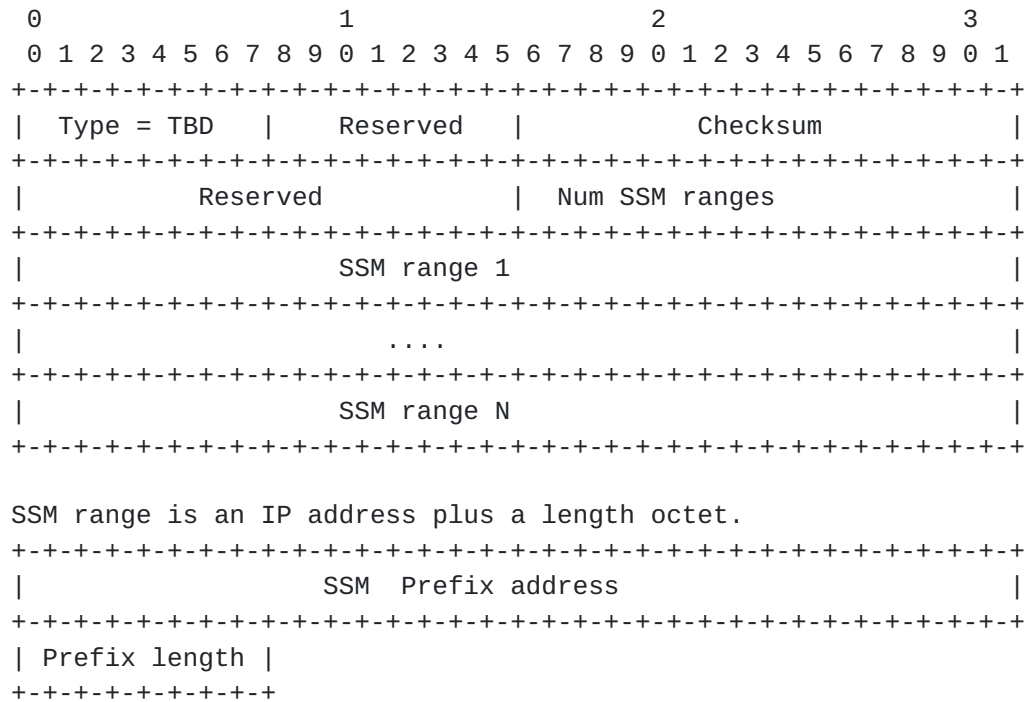 0                   1                   2                   3
 0 1 2 3 4 5 6 7 8 9 0 1 2 3 4 5 6 7 8 9 0 1 2 3 4 5 6 7 8 9 0 1
+-+-+-+-+-+-+-+-+-+-+-+-+-+-+-+-+-+-+-+-+-+-+-+-+-+-+-+-+-+-+-+-+
|  Type = TBD   |    Reserved   |           Checksum            |
+-+-+-+-+-+-+-+-+-+-+-+-+-+-+-+-+-+-+-+-+-+-+-+-+-+-+-+-+-+-+-+-+
|           Reserved            |  Num SSM ranges               |
+-+-+-+-+-+-+-+-+-+-+-+-+-+-+-+-+-+-+-+-+-+-+-+-+-+-+-+-+-+-+-+-+
|                    SSM range 1                                |
+-+-+-+-+-+-+-+-+-+-+-+-+-+-+-+-+-+-+-+-+-+-+-+-+-+-+-+-+-+-+-+-+
|                       ....                                    |
+-+-+-+-+-+-+-+-+-+-+-+-+-+-+-+-+-+-+-+-+-+-+-+-+-+-+-+-+-+-+-+-+
|                    SSM range N                                |
+-+-+-+-+-+-+-+-+-+-+-+-+-+-+-+-+-+-+-+-+-+-+-+-+-+-+-+-+-+-+-+-+

SSM range is an IP address plus a length octet.
+-+-+-+-+-+-+-+-+-+-+-+-+-+-+-+-+-+-+-+-+-+-+-+-+-+-+-+-+-+-+-+-+
|                   SSM  Prefix address                         |
+-+-+-+-+-+-+-+-+-+-+-+-+-+-+-+-+-+-+-+-+-+-+-+-+-+-+-+-+-+-+-+-+
| Prefix length |
+-+-+-+-+-+-+-+-+